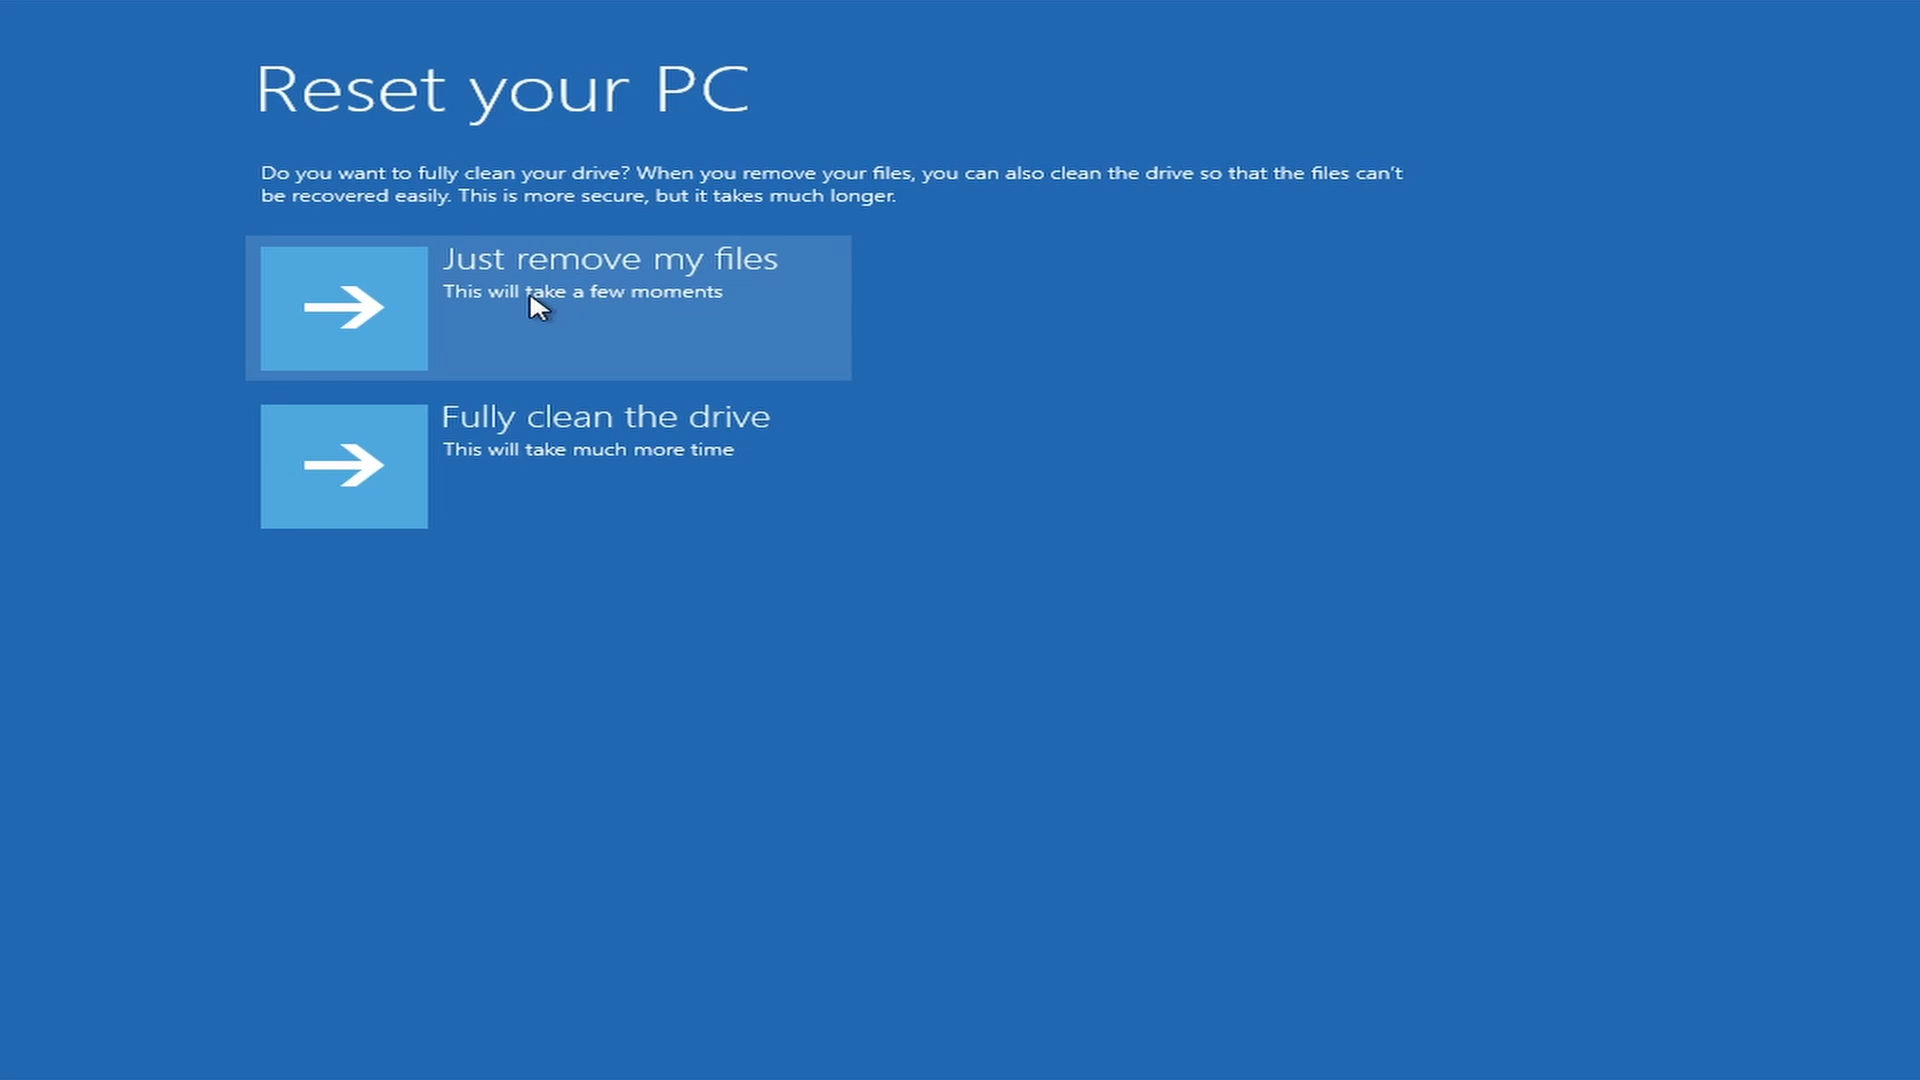 Reset your PC
Do you want to fully clean your drive? When you remove your files, you can also clean the drive so that the files can’t
be recovered easily. This is more secure, but it takes much longer.
Just remove my files
This will take a few moments
Fully clean the drive
This will take much more time